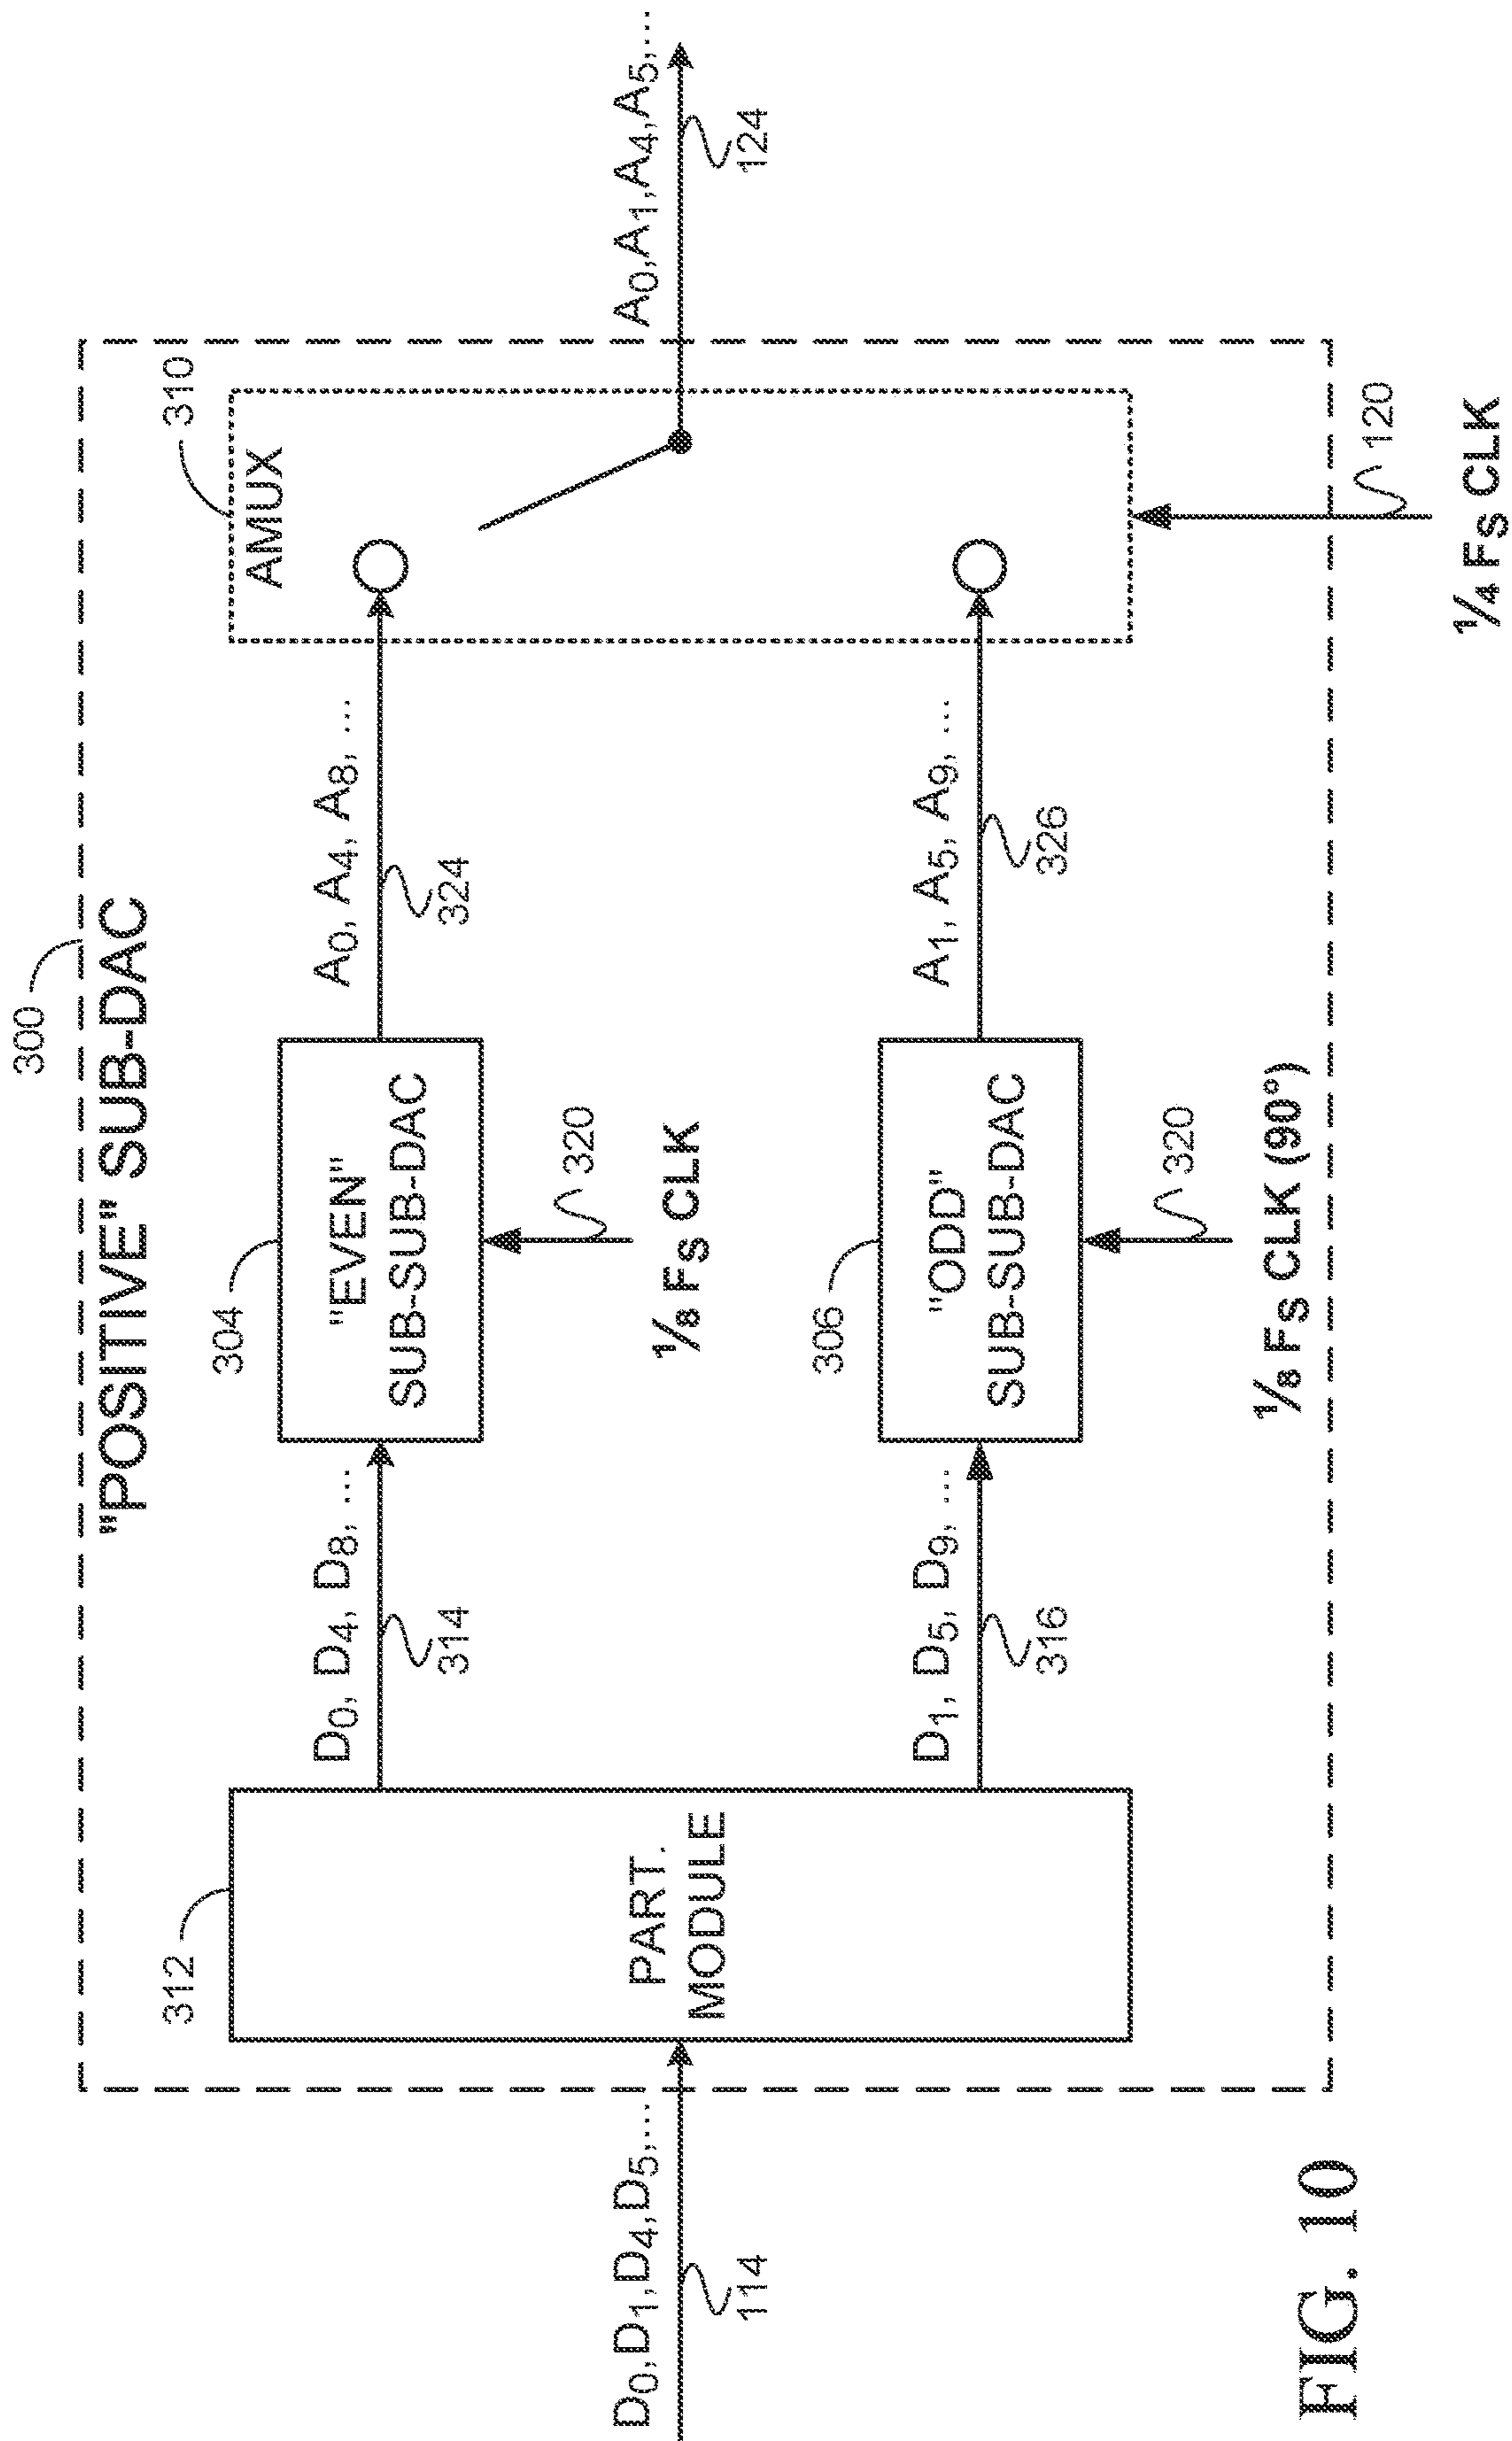 300
"POSITIVE" SUB-DAC
312
304
310
"EVEN"
SUB-SUB-DAC
AMUX
D0, D4, D8, ...
314
A0, A4, A8, ...
324
320
⅛ FS CLK
D0,D1,D4,D5,...
114
PART.
MODULE
A0,A1,A4,A5,...
124
306
"ODD"
SUB-SUB-DAC
D1, D5, D9, ...
316
A1, A5, A9, ...
326
320
⅛ FS CLK (90°)
120
¼ FS CLK
FIG. 10